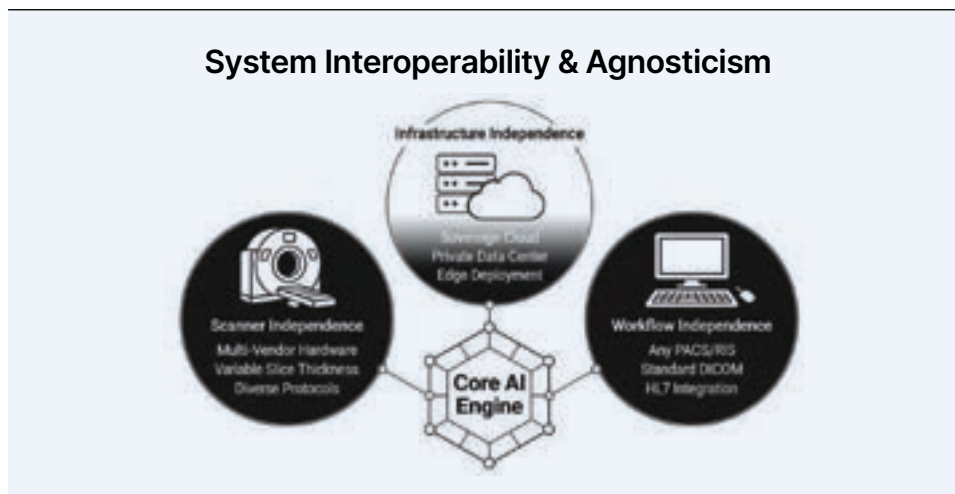 System Interoperability & Agnosticism
Infrastructure Independence
Sovereign Cloud
Private Data Center
Edge Deployment
Scanner Independence
Multi-Vendor Hardware
Variable Slice Thickness
Diverse Protocols
Workflow Independence
Any PACS/RIS
Standard DICOM
HL7 Integration
Core AI
Engine